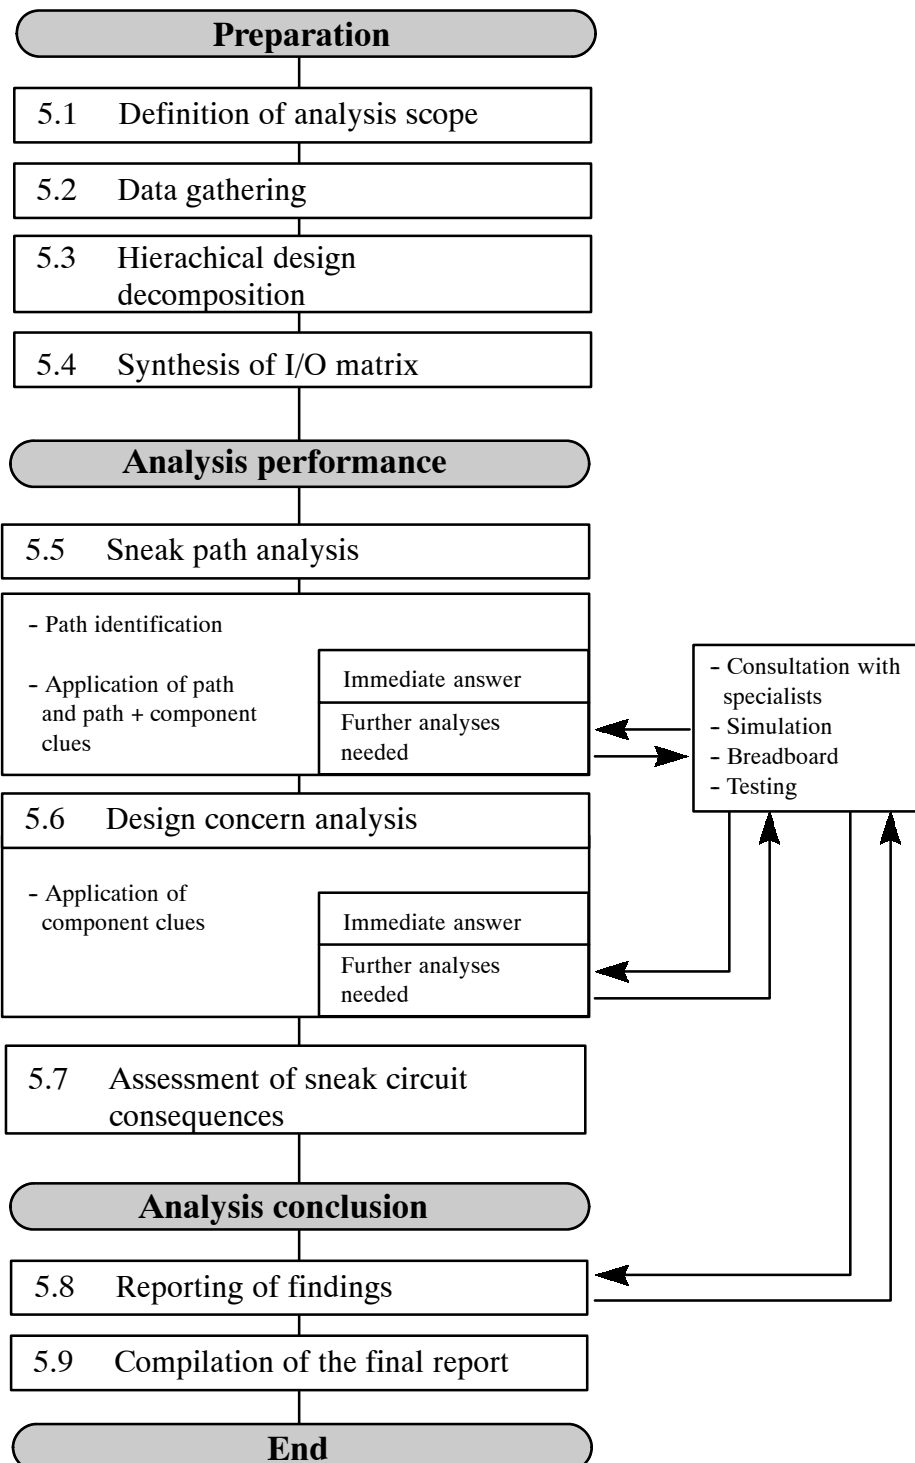 Preparation
5.1 Definition of analysis scope
5.2 Data gathering
5.3 Hierachical design
decomposition
5.4 Synthesis of I/O matrix
Analysis performance
5.5 Sneak path analysis
- Path identification
- Application of path
and path + component
clues
Immediate answer
Further analyses
needed
- Consultation with
specialists
- Simulation
- Breadboard
- Testing
5.6 Design concern analysis
- Application of
component clues
Immediate answer
Further analyses
needed
5.7 Assessment of sneak circuit
consequences
Analysis conclusion
5.8 Reporting of findings
5.9 Compilation of the final report
End